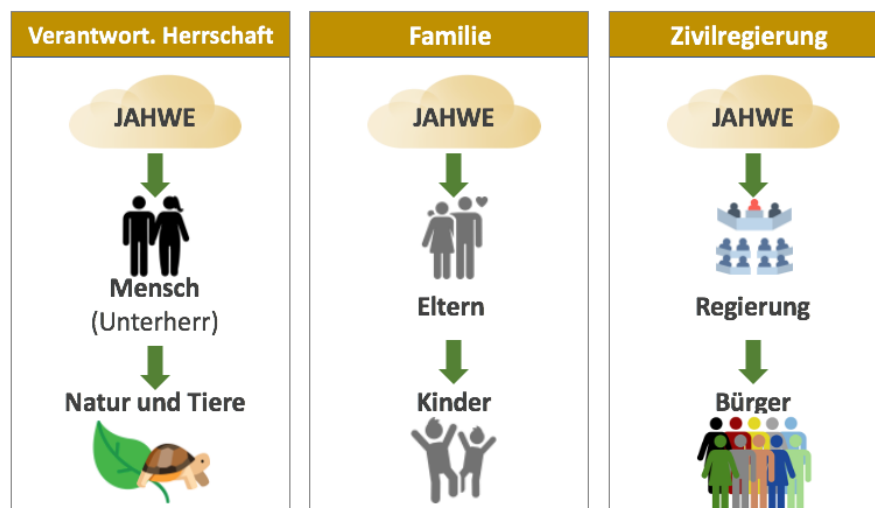 Verantwort. Herrschaft
JAHWE
Mensch
(Unterherr)
Natur und Tiere
Familie
JAHWE
Eltern
Kinder
Zivilregierung
JAHWE
Regierung
Bürger